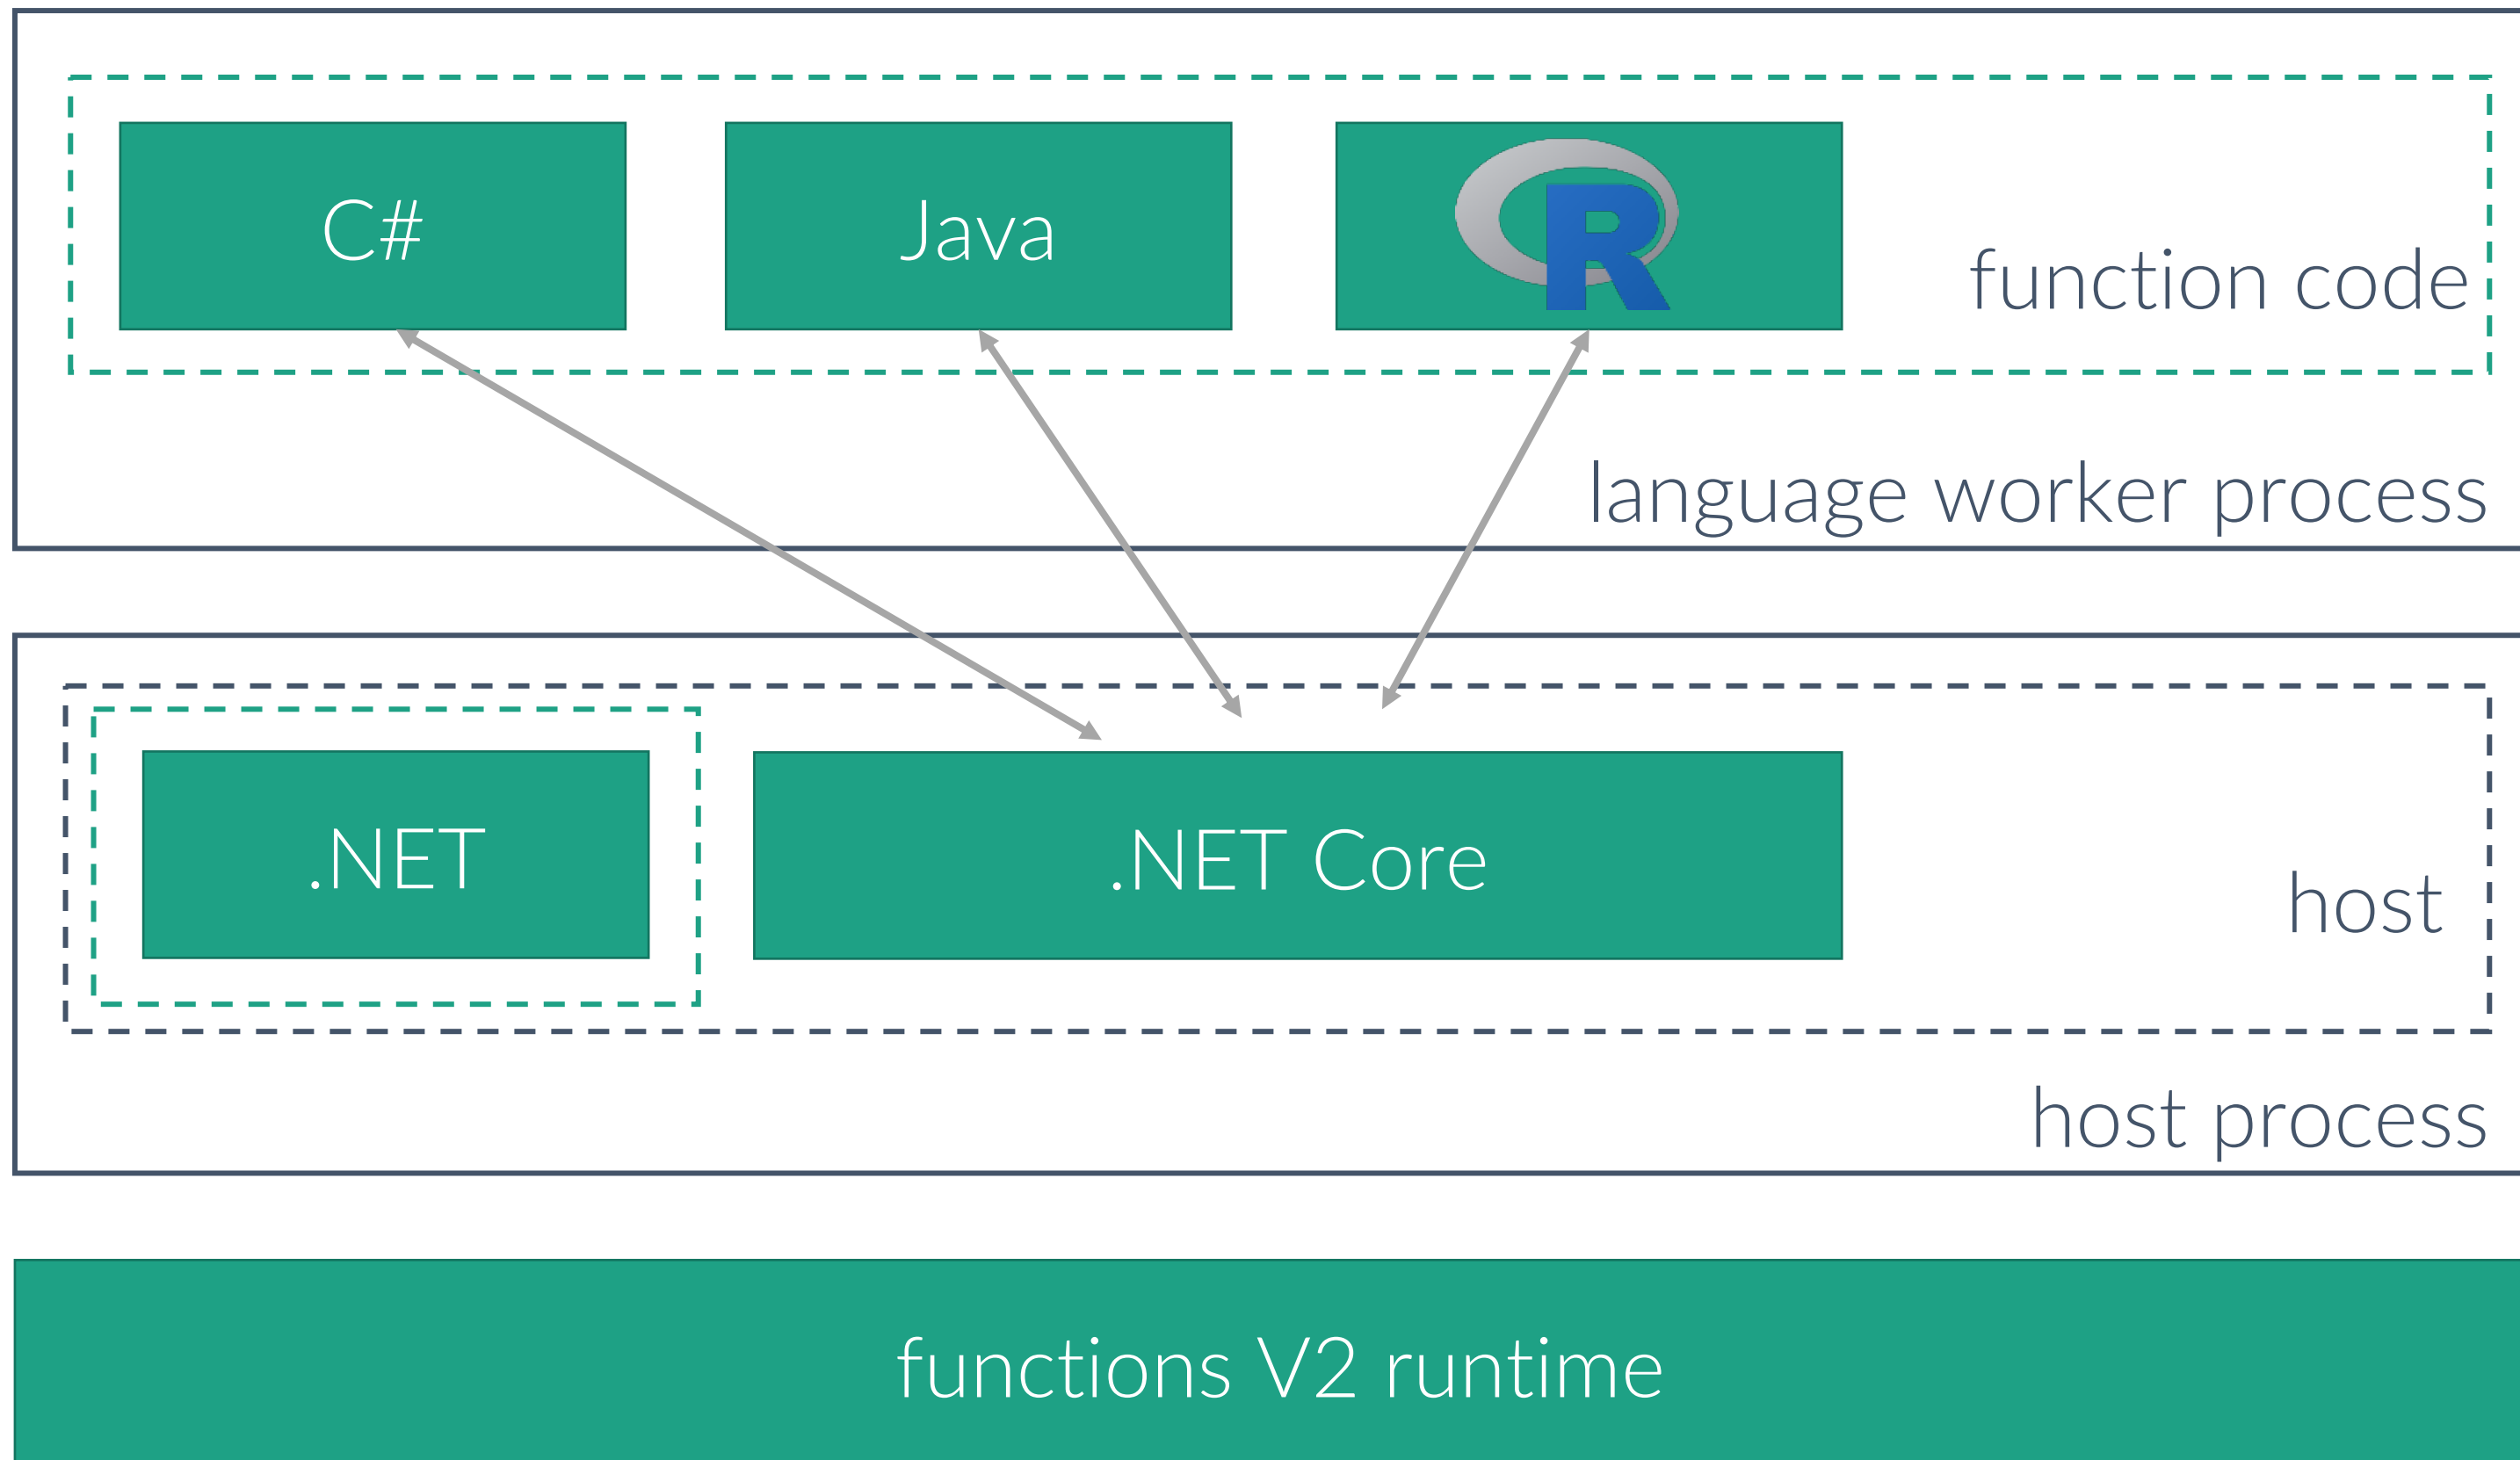 C#
Java
R
function code
language worker process
.NET
.NET Core
host
host process
functions V2 runtime